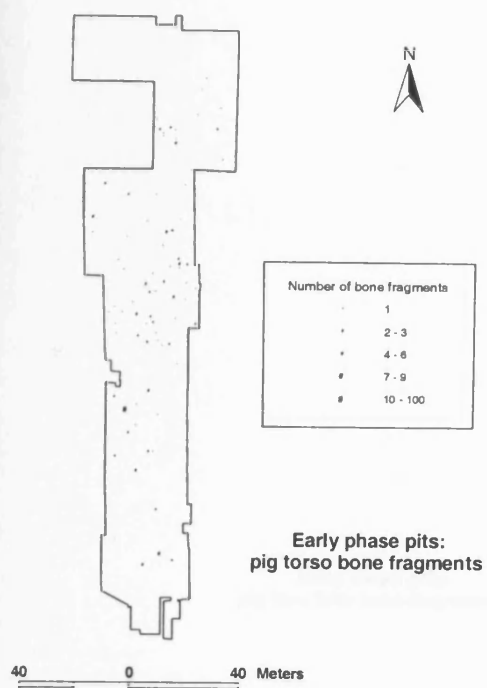 N
Number of bone fragments
1
2 - 3
4 - 6
7 - 9
10 - 100
Early phase pits:
pig torso bone fragments
40 0 40 Meters